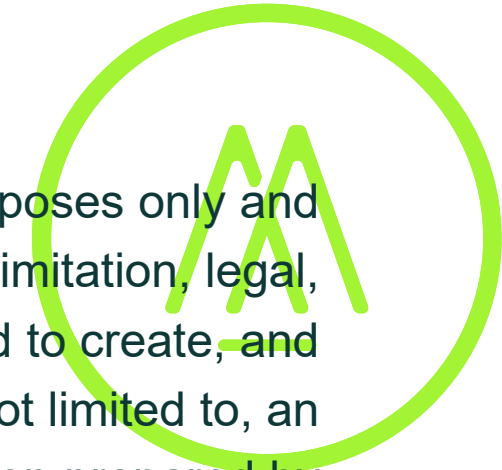 poses only and
imitation, legal,
d to create, and
ot limited to, an